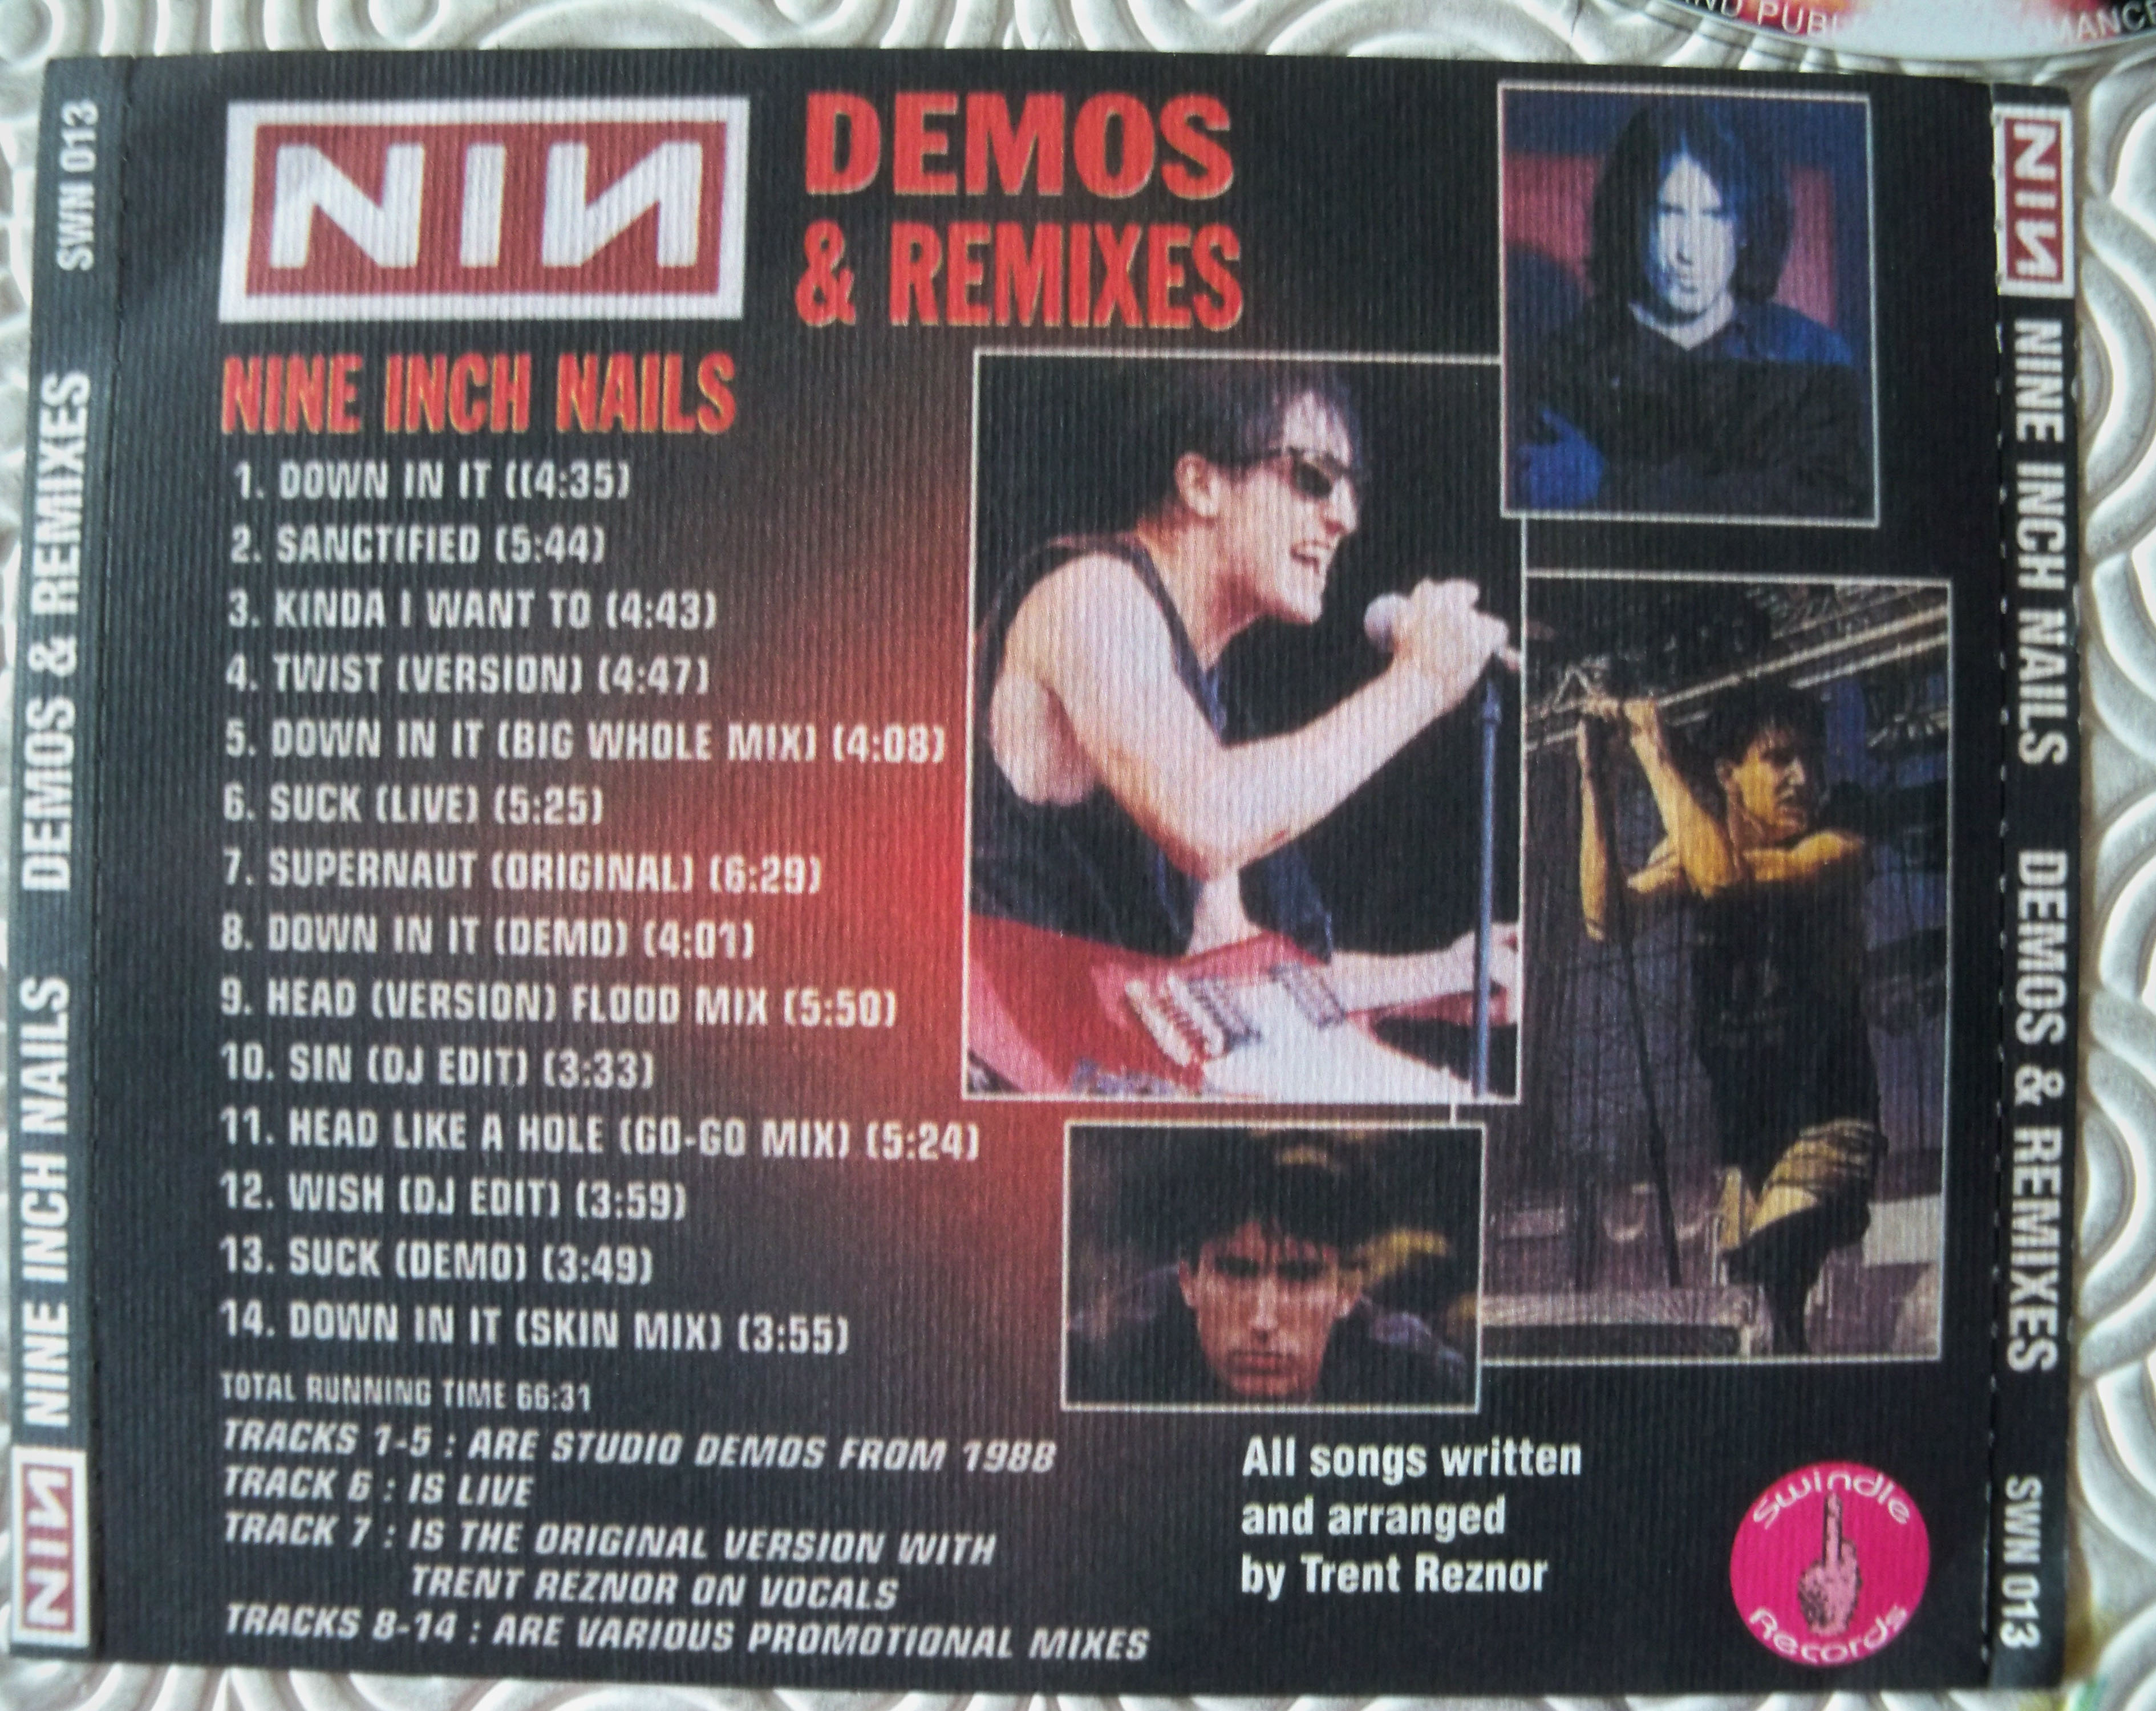 ND PUBL
MANCE
SWN 013
DEMOS & REMIXES
NINE INCH NAILS
NIN
NIN
DEMOS
& REMIXES
NINE INCH NAILS
1. DOWN IN IT ((4:35)
2. SANCTIFIED (5:44)
3. KINDA I WANT TO (4:43)
4. TWIST (VERSION) (4:47)
5. DOWN IN IT (BIG WHOLE MIX) (4:08)
6. SUCK (LIVE) (5:25)
7. SUPERNAUT (ORIGINAL) (6:29)
8. DOWN IN IT (DEMO) (4:01)
9. HEAD (VERSION) FLOOD MIX (5:50)
10. SIN (DJ EDIT) (3:33)
11. HEAD LIKE A HOLE (GO-GO MIX) (5:24)
12. WISH (DJ EDIT) (3:59)
13. SUCK (DEMO) (3:49)
14. DOWN IN IT (SKIN MIX) (3:55)
TOTAL RUNNING TIME 66:31
TRACKS 1-5 : ARE STUDIO DEMOS FROM 1988
TRACK 6 : IS LIVE
TRACK 7 : IS THE ORIGINAL VERSION WITH
TRENT REZNOR ON VOCALS
TRACKS 8-14 : ARE VARIOUS PROMOTIONAL MIXES
All songs written
and arranged
by Trent Reznor
Swindle
Records
NIN
NINE INCH NAILS
DEMOS & REMIXES
SWN 013